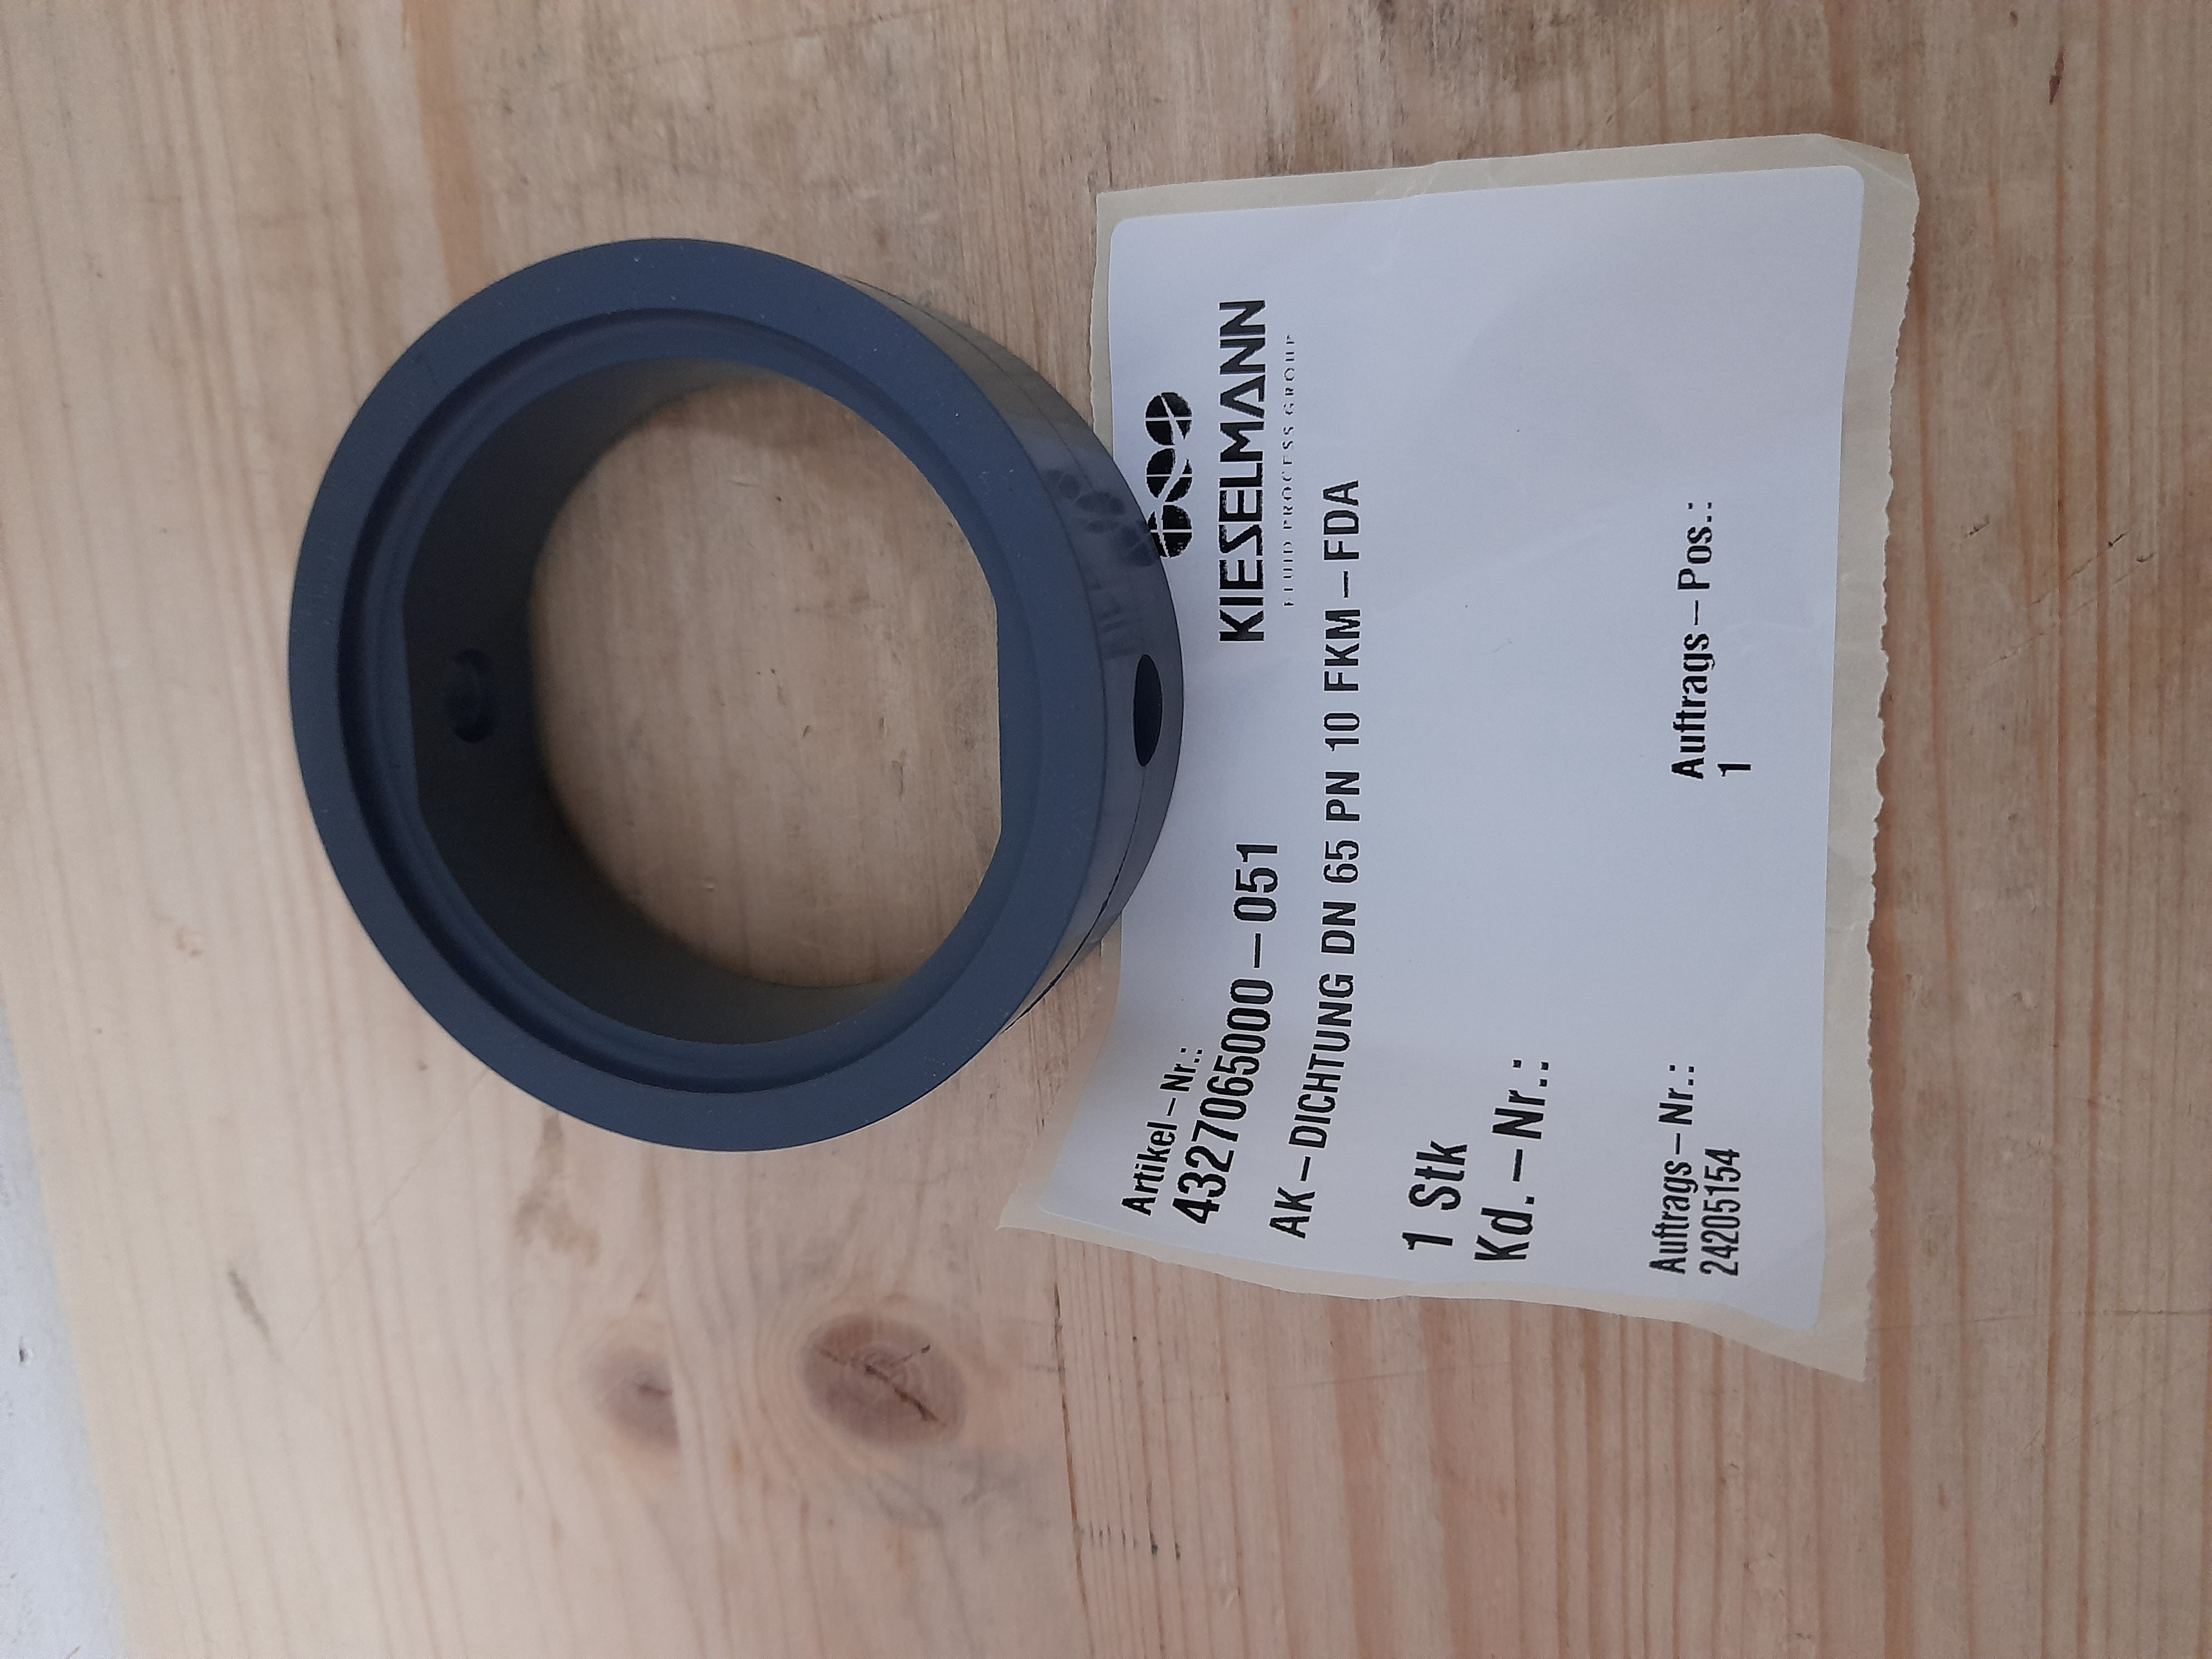 KIESELMANN
FLUID PROCESS GROUP
Artikel-Nr.:
4327065000-051
AK-DICHTUNG DN 65 PN 10 FKM-FDA
1 Stk
Kd.-Nr.:
Auftrags-Nr.:
24205154
Auftrags-Pos.:
1